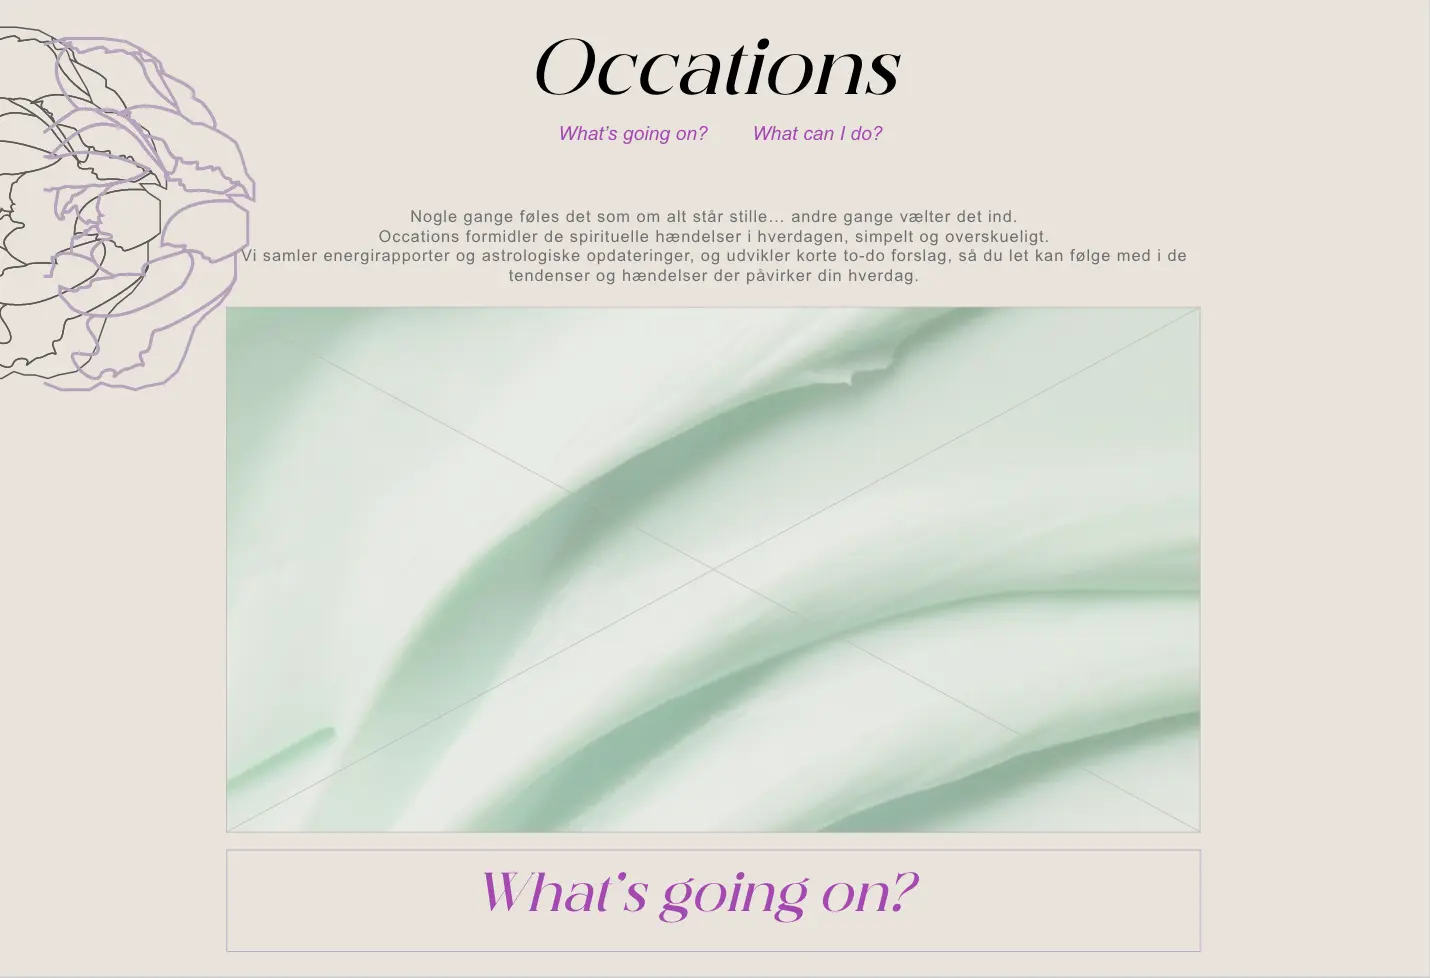 Occations
What's going on? What can I do?
Nogle gange føles det som om alt står stille... andre gange vælter det ind.
Occations formidler de spirituelle hændelser i hverdagen, simpelt og overskueligt.
Vi samler energirapporter og astrologiske opdateringer, og udvikler korte to-do forslag, så du let kan følge med i de
tendenser og hændelser der påvirker din hverdag.
What's going on?